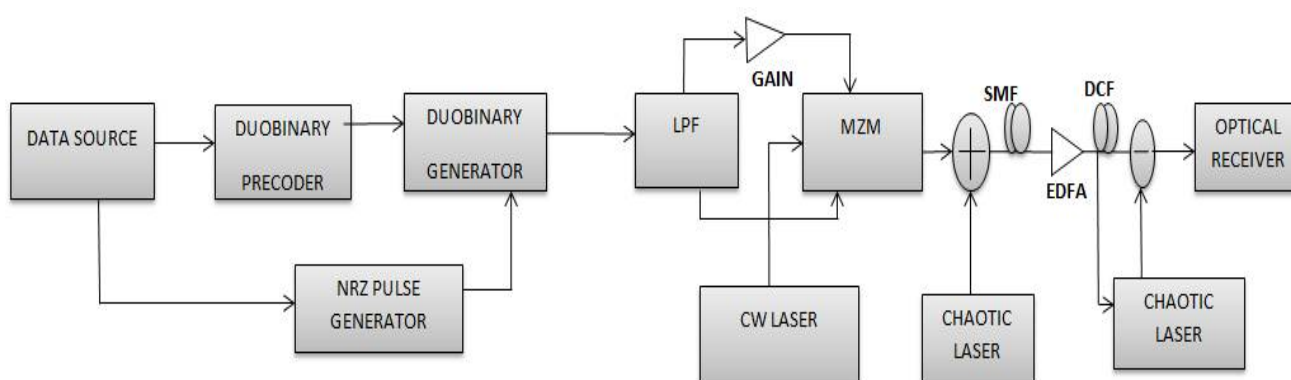 DATA SOURCE
DUOBINARY
PRECODER
DUOBINARY
GENERATOR
NRZ PULSE
GENERATOR
LPF
GAIN
MZM
CW LASER
SMF
EDFA
DCF
CHAOTIC
LASER
CHAOTIC
LASER
OPTICAL
RECEIVER